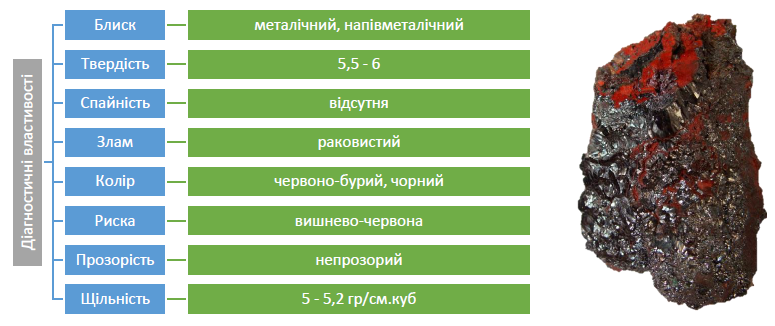 Діагностичні властивості
Блиск
металічний, напівметалічний
Твердість
5,5 - 6
Спайність
відсутня
Злам
раковистий
Колір
червоно-бурий, чорний
Риска
вишнево-червона
Прозорість
непрозорий
Щільність
5 - 5,2 гр/см.куб